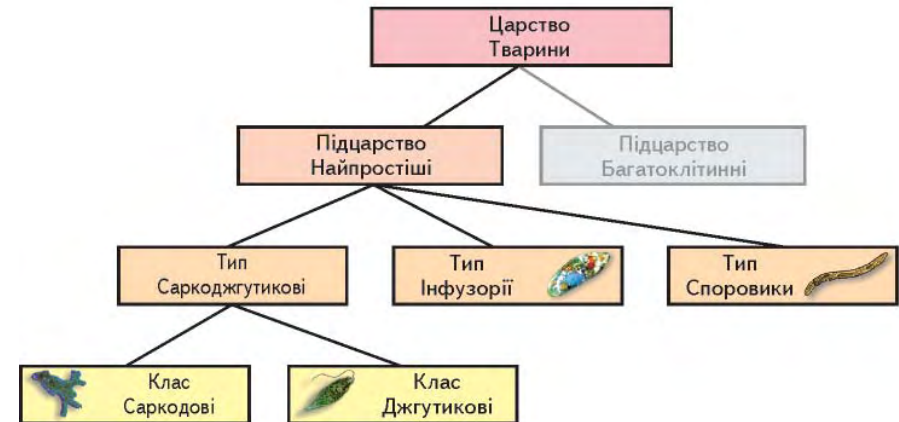 Царство
Тварини
Підцарство
Найпростіші
Підцарство
Багатоклітинні
Тип
Саркоджгутикові
Тип
Інфузорії
Тип
Споровики
Клас
Саркодові
Клас
Джгутикові